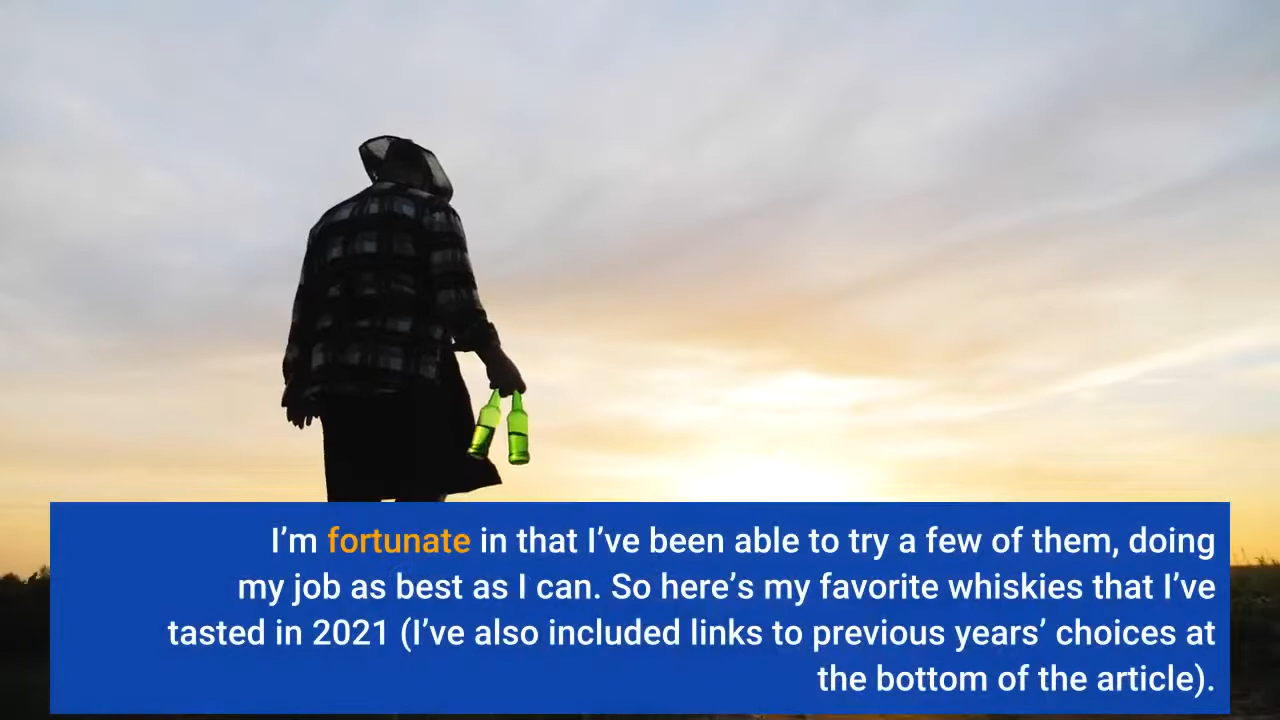 I’m fortunate in that I’ve been able to try a few of them, doing
my job as best as I can. So here’s my favorite whiskies that I’ve
tasted in 2021 (I’ve also included links to previous years’ choices at
the bottom of the article).